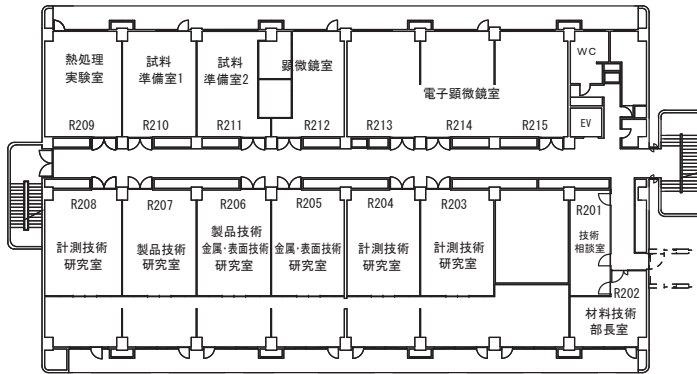 熱処理
実験室
R209
試料
準備室1
R210
試料
準備室2
R211
顕微鏡室
R212
電子顕微鏡室
R213
R214
R215
WC
EV
R208
計測技術
研究室
R207
製品技術
研究室
R206
製品技術
金属・表面技術
研究室
R205
金属・表面技術
研究室
R204
計測技術
研究室
R203
計測技術
研究室
R201
技術
相談室
R202
材料技術
部長室